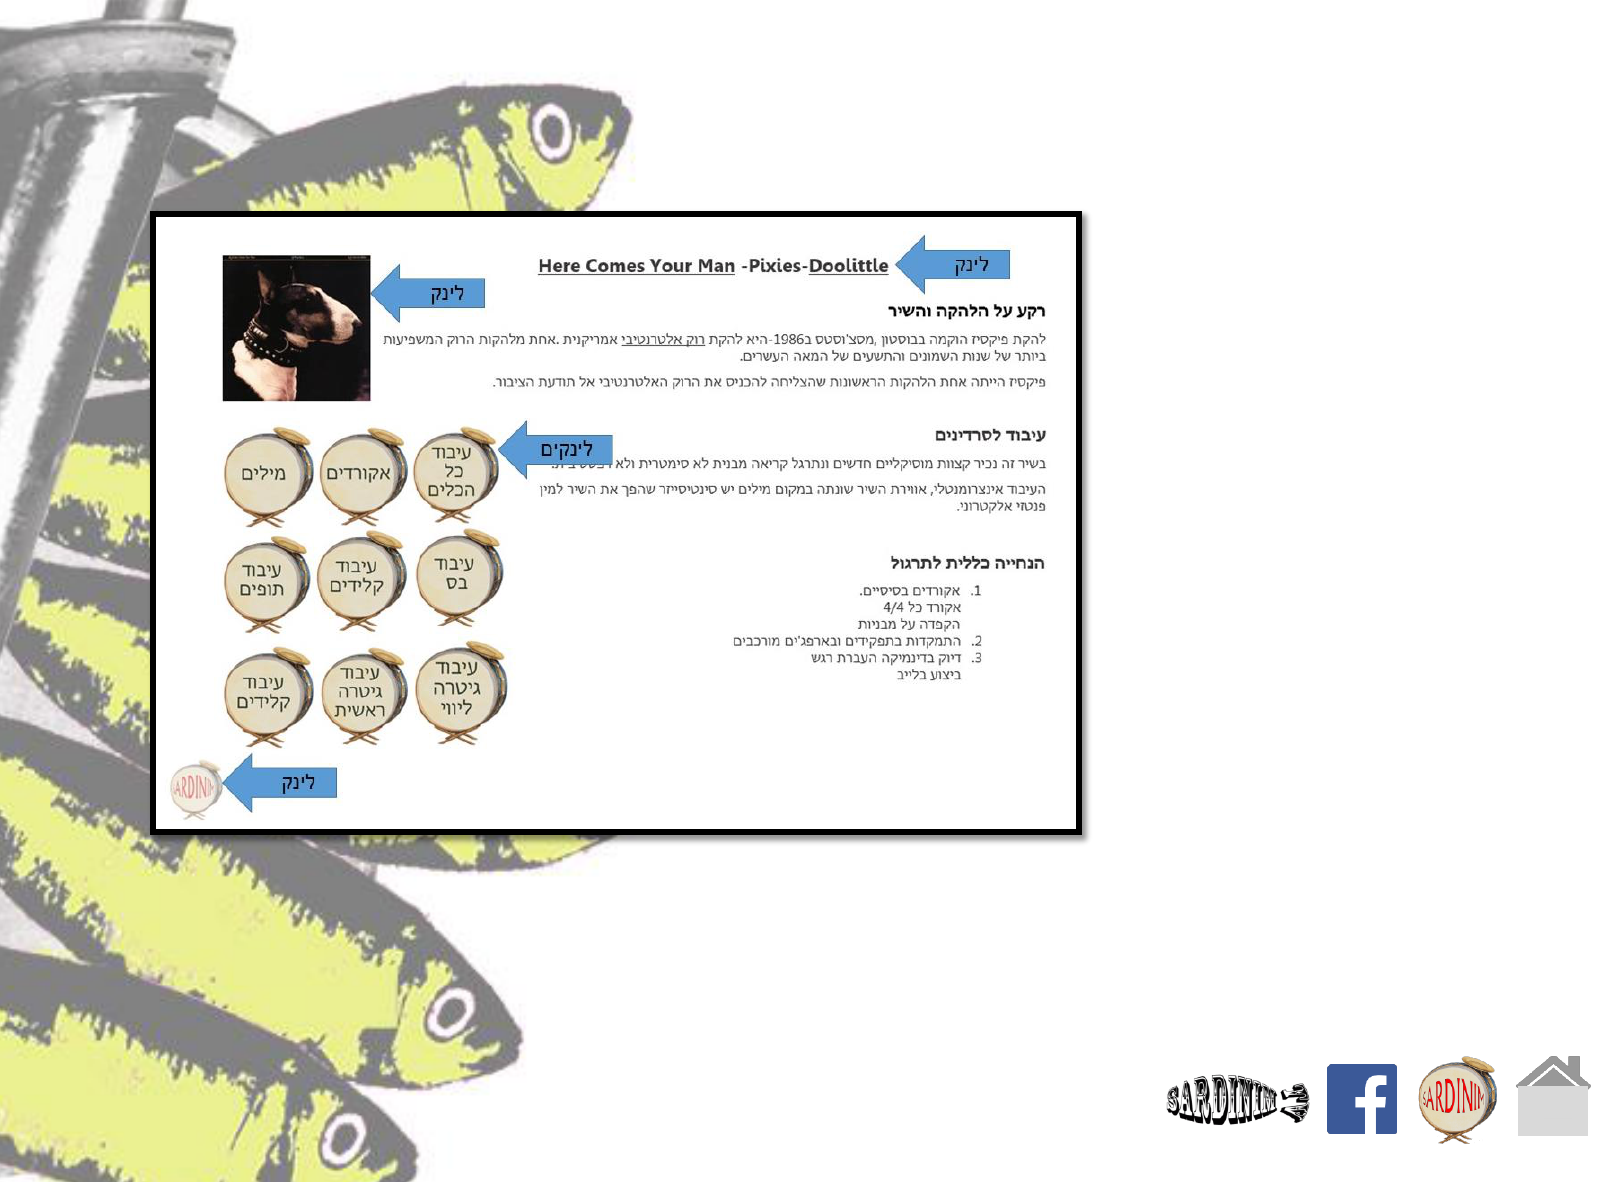 Here Comes Your Man -Pixies-Doolittle
לינק
לינק
רקע על הלהקה והשיר
להקת פיקסיז הוקמה בבוסטון ,מסצ'וסטס ב1986-היא להקת רוק אלטרנטיבי אמריקנית .אחת מלהקות הרוק המשפיעות
ביותר של שנות השמונים והתשעים של המאה העשרים.
פיקסיז הייתה אחת הלהקות הראשונות שהצליחה להכניס את הרוק האלטרנטיבי אל תודעת הציבור.
עיבוד לסרדינים
לינקים
בשיר זה נכיר קצוות מוסיקליים חדשים ונתרגל קריאה מבנית לא סימטרית ולא
העיבוד אינצרומנטלי, אווירת השיר שונתה במקום מילים יש סינטיסייזר שהפך את השיר למין
פנטזי אלקטרוני.
הנחייה כללית לתרגול
1. אקורדים בסיסיים.
אקורד כל 4/4
הקפדה על מבניות
2. התמקדות בתפקידים ובארפג'ים מורכבים
3. דיוק בדינמיקה העברת רגש
ביצוע בלייב
עיבוד
כל
הכלים
אקורדים
מילים
עיבוד
בס
עיבוד
קלידים
עיבוד
תופים
עיבוד
גיטרה
ליווי
עיבוד
גיטרה
ראשית
עיבוד
קלידים
SARDINIM
לינק
SARDINIM
f
SARDINIM